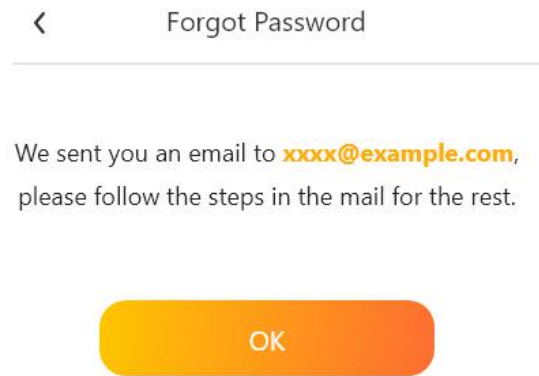 Forgot Password
We sent you an email to xxxx@example.com,
please follow the steps in the mail for the rest.
OK